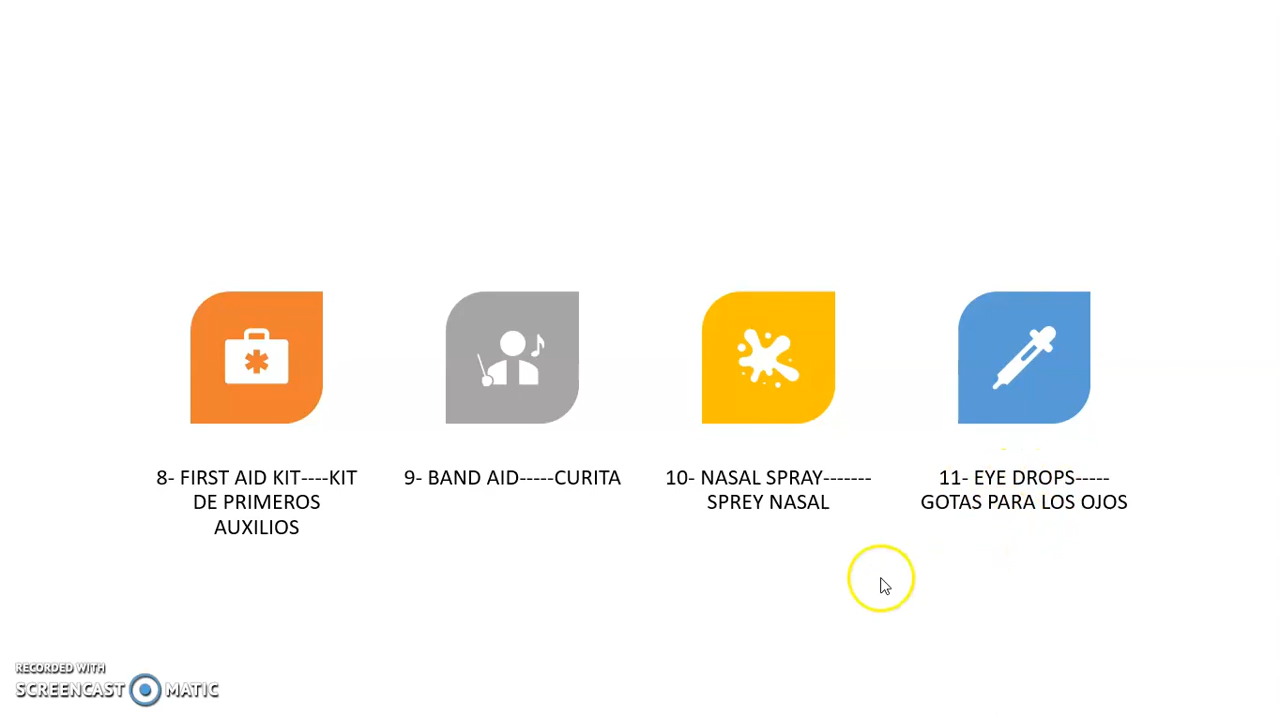 8- FIRST AID KIT----KIT
DE PRIMEROS
AUXILIOS
9- BAND AID-----CURITA
10- NASAL SPRAY-------
SPREY NASAL
11- EYE DROPS-----
GOTAS PARA LOS OJOS
RECORDED WITH
SCREENCAST MATIC